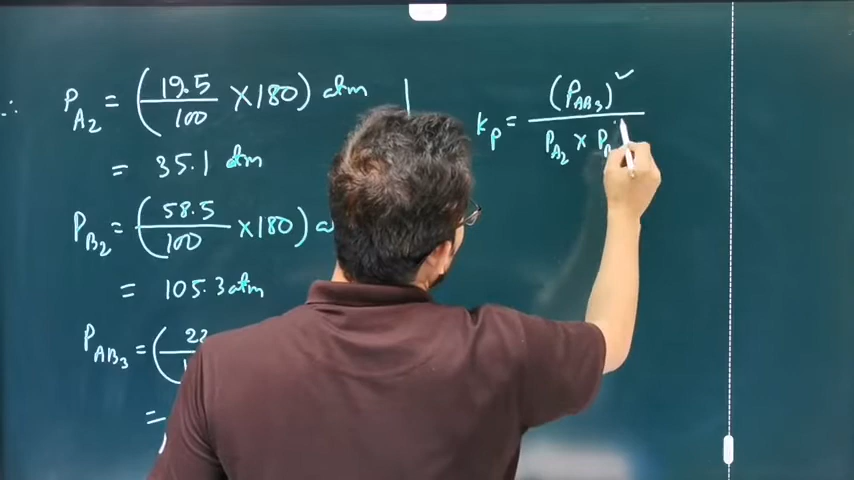 ∴ P_A2 = (19.5/100 × 180) atm
= 35.1 atm
P_B2 = (58.5/100 × 180)
= 105.3 atm
P_AB3 = (
=
K_p = (P_AB3)²/P_A2 × P